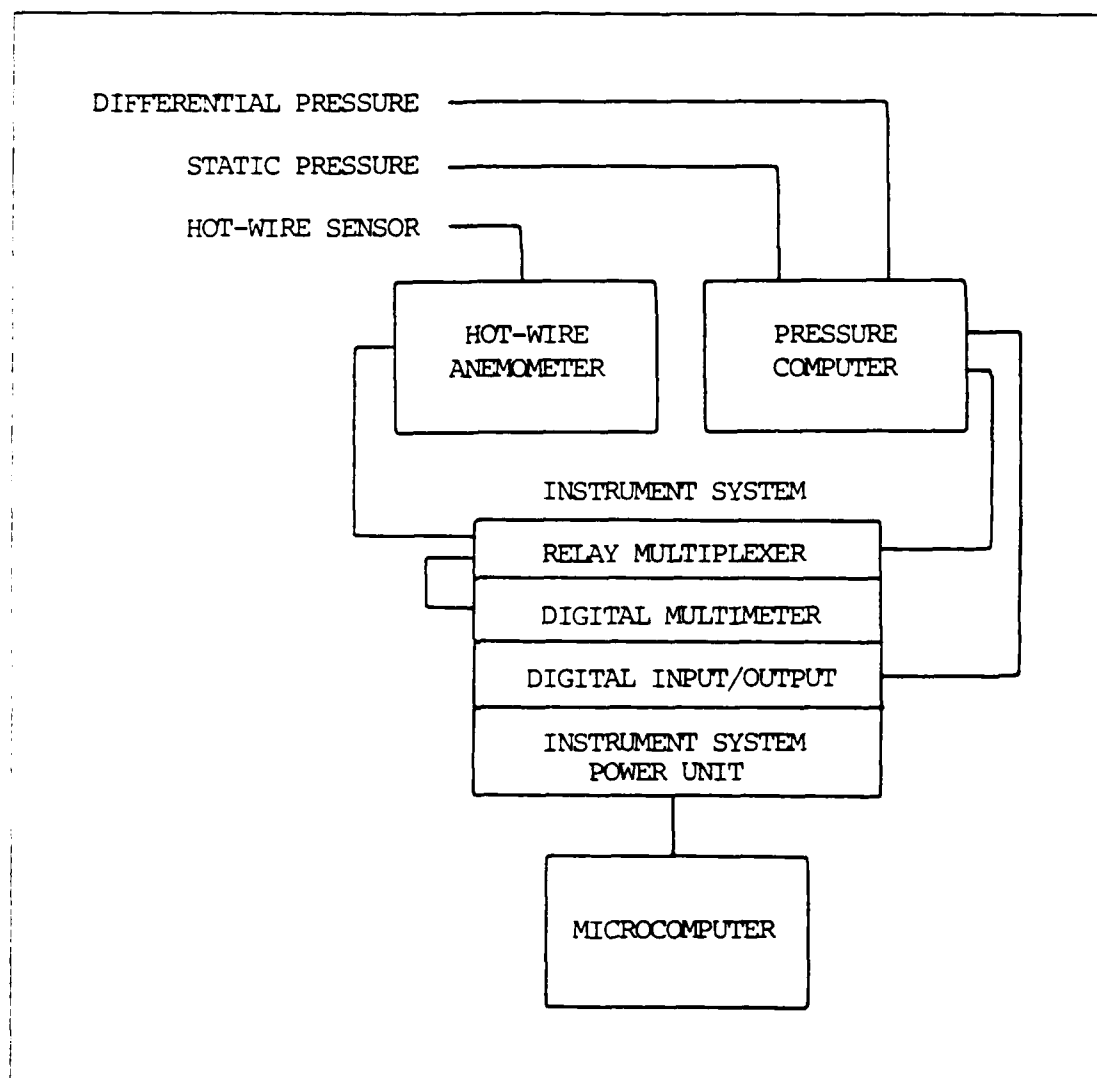 DIFFERENTIAL PRESSURE
STATIC PRESSURE
HOT-WIRE SENSOR
HOT-WIRE
ANEMOMETER
PRESSURE
COMPUTER
INSTRUMENT SYSTEM
RELAY MULTIPLEXER
DIGITAL MULTIMETER
DIGITAL INPUT/OUTPUT
INSTRUMENT SYSTEM
POWER UNIT
MICROCOMPUTER